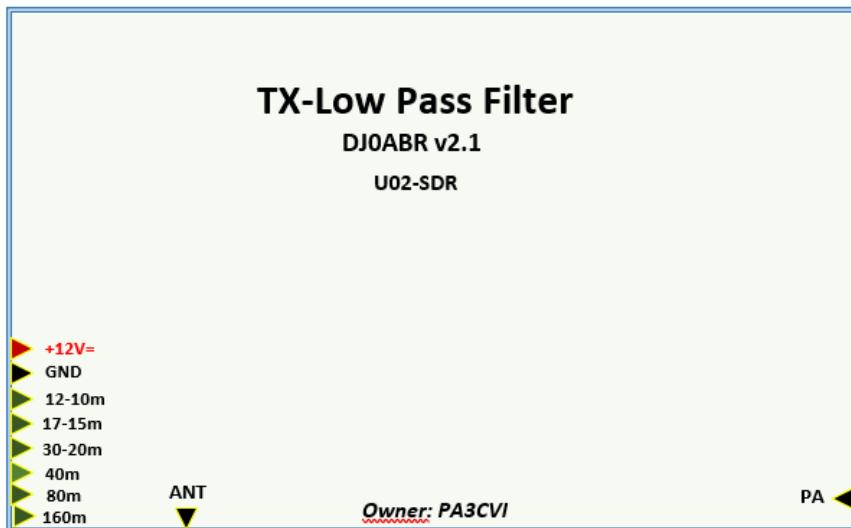 TX-Low Pass Filter
DJ0ABR v2.1
U02-SDR
+12V=
GND
12-10m
17-15m
30-20m
40m
80m
160m
ANT
Owner: PA3CVI
PA